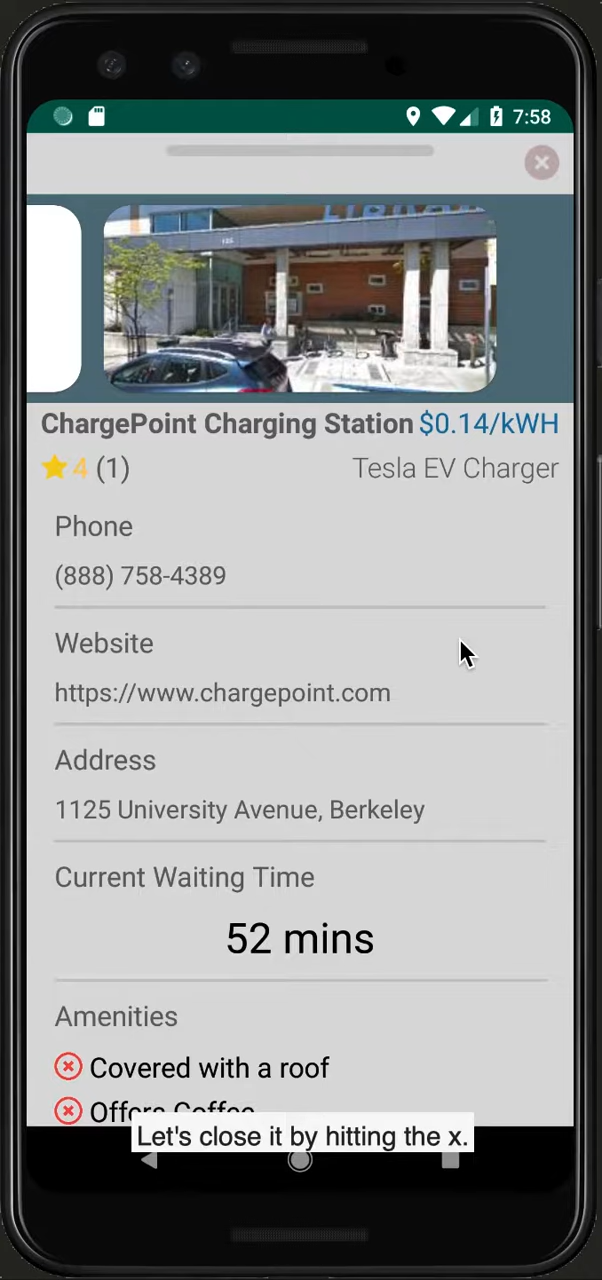 7:58
ChargePoint Charging Station $0.14/kWH
4 (1) Tesla EV Charger
Phone
(888) 758-4389
Website
https://www.chargepoint.com
Address
1125 University Avenue, Berkeley
Current Waiting Time
52 mins
Amenities
Covered with a roof
Offers Coffee
Let's close it by hitting the x.